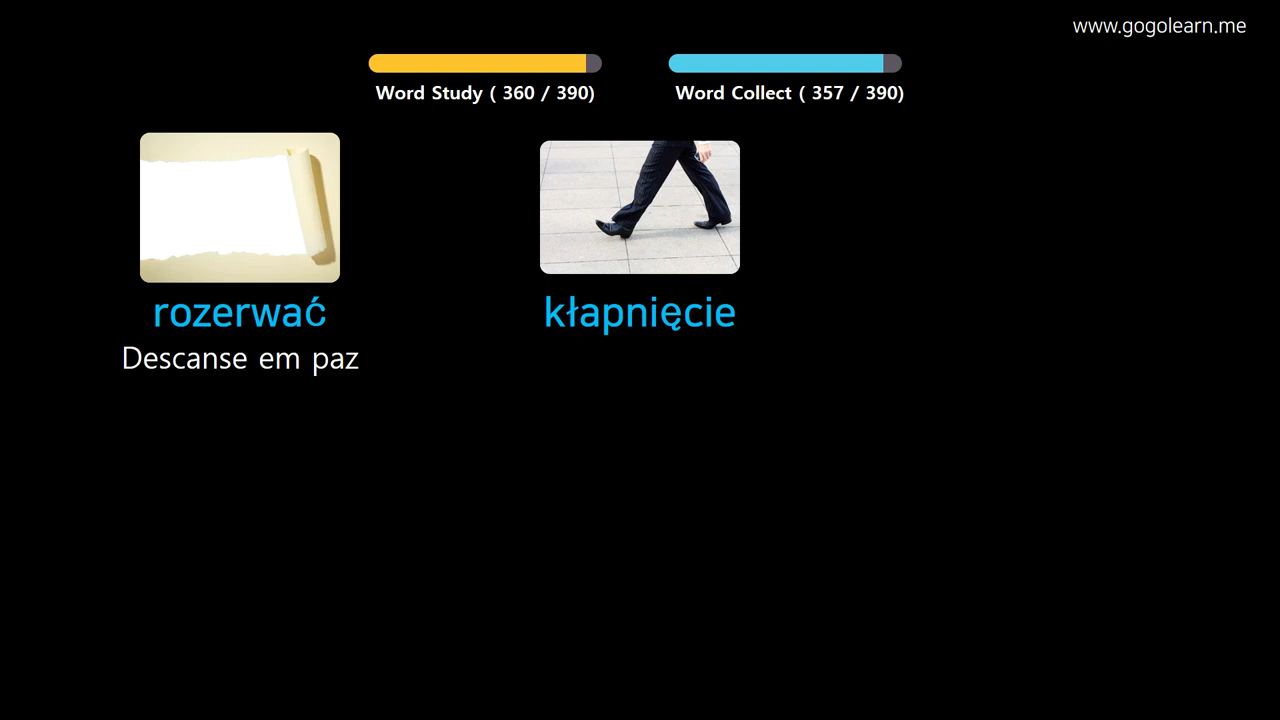 www.gogolearn.me
Word Study ( 360 / 390)
Word Collect ( 357 / 390)
rozerwać
kłapnięcie
Descanse em paz